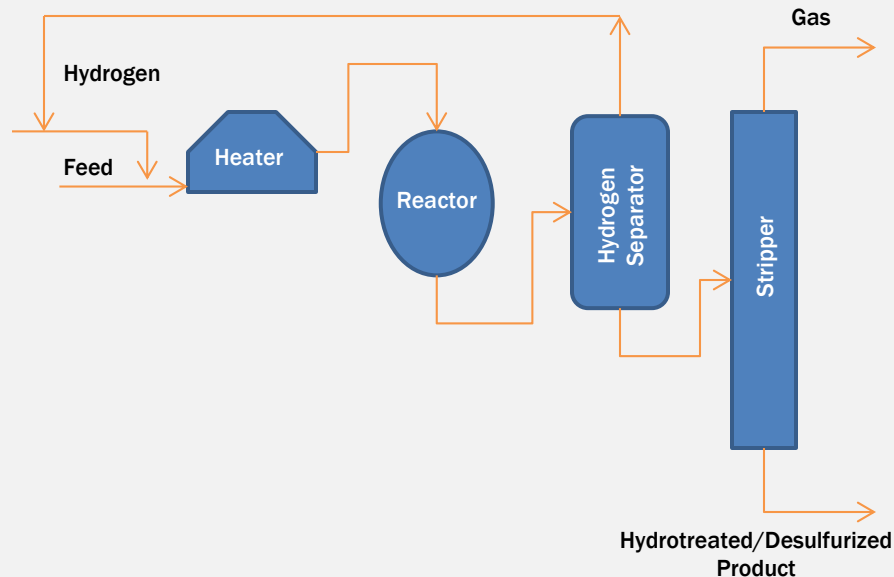 Gas
Hydrogen
Heater
Feed
Reactor
Hydrogen
Separator
Stripper
Hydrotreated/Desulfurized
Product